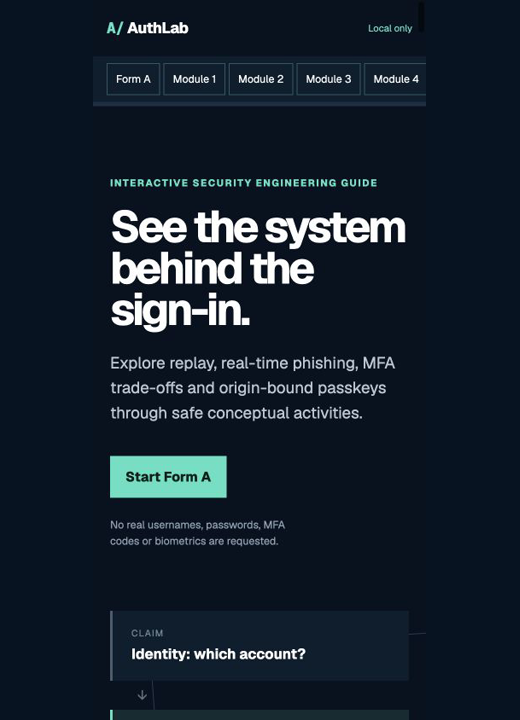 A/ AuthLab
Local only
Form A
Module 1
Module 2
Module 3
Module 4
INTERACTIVE SECURITY ENGINEERING GUIDE
See the system
behind the
sign-in.
Explore replay, real-time phishing, MFA
trade-offs and origin-bound passkeys
through safe conceptual activities.
Start Form A
No real usernames, passwords, MFA
codes or biometrics are requested.
CLAIM
Identity: which account?